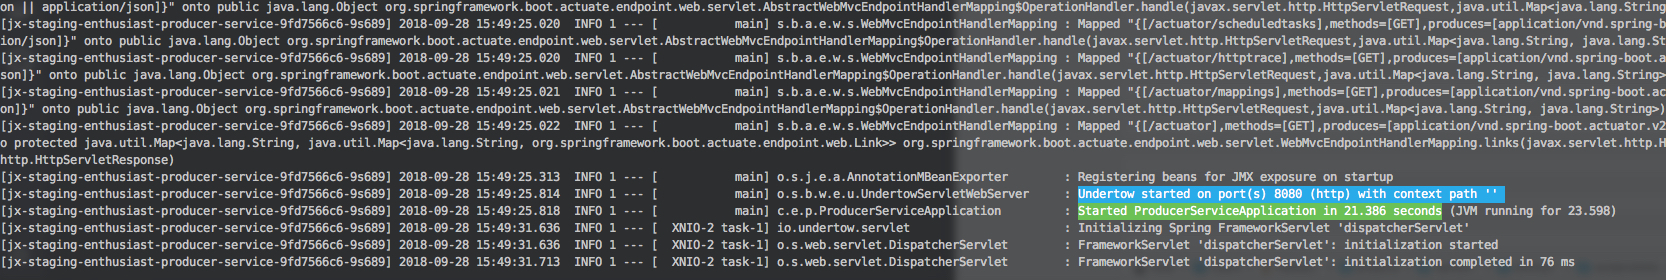 on || application/json]}" onto public java.lang.Object org.springframework.boot.actuate.endpoint.web.servlet.AbstractWebMvcEndpointHandlerMapping$OperationHandler.handle(javax.servlet.http.HttpServletRequest,java.util.Map<java.lang.String
[jx-staging-enthusiast-producer-service-9fd7566c6-9s689] 2018-09-28 15:49:25.020  INFO 1 --- [           main] s.b.a.e.w.s.WebMvcEndpointHandlerMapping : Mapped "{[/actuator/scheduledtasks],methods=[GET],produces=[application/vnd.spring-b
ion/json]}" onto public java.lang.Object org.springframework.boot.actuate.endpoint.web.servlet.AbstractWebMvcEndpointHandlerMapping$OperationHandler.handle(javax.servlet.http.HttpServletRequest,java.util.Map<java.lang.String, java.lang.St
[jx-staging-enthusiast-producer-service-9fd7566c6-9s689] 2018-09-28 15:49:25.020  INFO 1 --- [           main] s.b.a.e.w.s.WebMvcEndpointHandlerMapping : Mapped "{[/actuator/httptrace],methods=[GET],produces=[application/vnd.spring-boot.a
son]}" onto public java.lang.Object org.springframework.boot.actuate.endpoint.web.servlet.AbstractWebMvcEndpointHandlerMapping$OperationHandler.handle(javax.servlet.http.HttpServletRequest,java.util.Map<java.lang.String, java.lang.String>
[jx-staging-enthusiast-producer-service-9fd7566c6-9s689] 2018-09-28 15:49:25.021  INFO 1 --- [           main] s.b.a.e.w.s.WebMvcEndpointHandlerMapping : Mapped "{[/actuator/mappings],methods=[GET],produces=[application/vnd.spring-boot.ac
on]}" onto public java.lang.Object org.springframework.boot.actuate.endpoint.web.servlet.AbstractWebMvcEndpointHandlerMapping$OperationHandler.handle(javax.servlet.http.HttpServletRequest,java.util.Map<java.lang.String, java.lang.String>)
[jx-staging-enthusiast-producer-service-9fd7566c6-9s689] 2018-09-28 15:49:25.022  INFO 1 --- [           main] s.b.a.e.w.s.WebMvcEndpointHandlerMapping : Mapped "{[/actuator],methods=[GET],produces=[application/vnd.spring-boot.actuator.v2
o protected java.util.Map<java.lang.String, java.util.Map<java.lang.String, org.springframework.boot.actuate.endpoint.web.Link>> org.springframework.boot.actuate.endpoint.web.servlet.WebMvcEndpointHandlerMapping.links(javax.servlet.http.H
http.HttpServletResponse)
[jx-staging-enthusiast-producer-service-9fd7566c6-9s689] 2018-09-28 15:49:25.313  INFO 1 --- [           main] o.s.j.e.a.AnnotationMBeanExporter        : Registering beans for JMX exposure on startup
[jx-staging-enthusiast-producer-service-9fd7566c6-9s689] 2018-09-28 15:49:25.814  INFO 1 --- [           main] o.s.b.w.e.u.UndertowServletWebServer     : Undertow started on port(s) 8080 (http) with context path ''
[jx-staging-enthusiast-producer-service-9fd7566c6-9s689] 2018-09-28 15:49:25.818  INFO 1 --- [           main] c.e.p.ProducerServiceApplication         : Started ProducerServiceApplication in 21.386 seconds (JVM running for 23.598)
[jx-staging-enthusiast-producer-service-9fd7566c6-9s689] 2018-09-28 15:49:31.636  INFO 1 --- [  XNIO-2 task-1] io.undertow.servlet                      : Initializing Spring FrameworkServlet 'dispatcherServlet'
[jx-staging-enthusiast-producer-service-9fd7566c6-9s689] 2018-09-28 15:49:31.636  INFO 1 --- [  XNIO-2 task-1] o.s.web.servlet.DispatcherServlet        : FrameworkServlet 'dispatcherServlet': initialization started
[jx-staging-enthusiast-producer-service-9fd7566c6-9s689] 2018-09-28 15:49:31.713  INFO 1 --- [  XNIO-2 task-1] o.s.web.servlet.DispatcherServlet        : FrameworkServlet 'dispatcherServlet': initialization completed in 76 ms